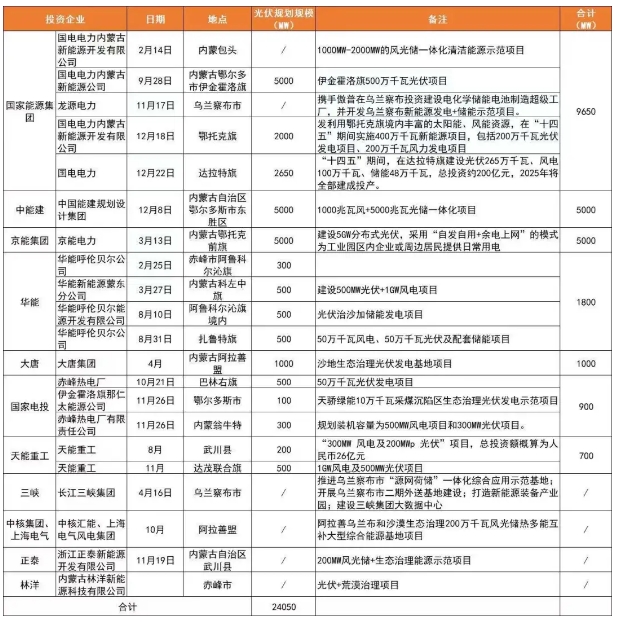 投资企业 日期 地点 光伏规划规模（MW） 备注 合计（MW）
国家能源集团 国电电力内蒙古新能源开发有限公司 2月14日 内蒙包头 / 1000MW-2000MW的风光储一体化清洁能源示范项目 9650
国电电力内蒙古新能源 9月28日 内蒙古鄂尔多市伊金霍洛旗 5000 伊金霍洛旗500万千瓦光伏项目
龙源电力 11月17日 乌兰察布市 / 携手傲普在乌兰察布投资建设电化学储能电池制造超级工厂，并开发乌兰察布新能源发电+储能示范项目。
国电电力内蒙古新能源开发有限公司 12月18日 鄂托克旗 2000 发利用鄂托克旗境内丰富的太阳能、风能资源，在“十四五”期间实施400万千瓦新能源项目，包括200万千瓦光伏发电项目、200万千瓦风力发电项目
国电电力 12月22日 达拉特旗 2650 “十四五”期间，在达拉特旗建设光伏265万千瓦、风电100万千瓦、储能48万千瓦，总投资约200亿元，2025年将全部建成投产。
中能建 中国能建规划设计集团 12月8日 内蒙古自治区鄂尔多斯市东胜区 5000 1000兆瓦风+5000兆瓦光储一体化项目 5000
京能集团 京能电力 3月13日 内蒙古鄂托克前旗 5000 建设5GW分布式光伏，采用“自发自用+余电上网”的模式为工业园区内企业或周边居民提供日常用电 5000
华能 华能呼伦贝尔公司 2月25日 赤峰市阿鲁科尔沁旗 300 1800
华能新能源蒙东分公司 3月27日 内蒙古科左中旗 500 建设500MW光伏+1GW风电项目
华能呼伦贝尔能源开发有限公司 8月10日 阿鲁科尔沁旗境内 500 光伏治沙加储能发电项目
华能呼伦贝尔公司 8月31日 扎鲁特旗 500 50万千瓦风电、50万千瓦光伏及配套储能项目
大唐 大唐集团 4月 内蒙古阿拉善盟 1000 沙地生态治理光伏发电基地项目 1000
国家电投 赤峰热电厂 10月21日 巴林右旗 500 50万千瓦光伏发电项目 900
伊金霍洛旗那仁太能源公司 11月26日 鄂尔多斯市 100 天骄绿能10万千瓦采煤沉陷区生态治理光伏发电示范项目
赤峰热电厂有限责任公司 11月26日 内蒙翁牛特 300 规划装机容量为500MW风电项目和300MW光伏项目。
天能重工 天能重工 8月 武川县 200 “300MW 风电及200MWp 光伏”项目，总投资额概算为人民币26亿元 700
天能重工 11月 达茂联合旗 500 1GW风电及500MW光伏项目
三峡 长江三峡集团 4月16日 乌兰察布市 / 推进乌兰察布市“源网荷储”一体化综合应用示范基地；开展乌兰察布市二期外送基地建设；打造新能源装备产业园；建设三峡集团大数据中心 /
中核集团、上海电气 中核汇能、上海电气风电集团 10月 阿拉善盟 / 阿拉善乌兰布和沙漠生态治理200万千瓦风光储热多能互补大型综合能源基地项目 /
正泰 浙江正泰新能源开发有限公司 11月19日 内蒙古自治区武川县 / 200MW风光储+生态治理能源示范项目 /
林洋 内蒙古林洋新能源科技有限公司 赤峰市 / 光伏+荒漠治理项目 /
合计 24050